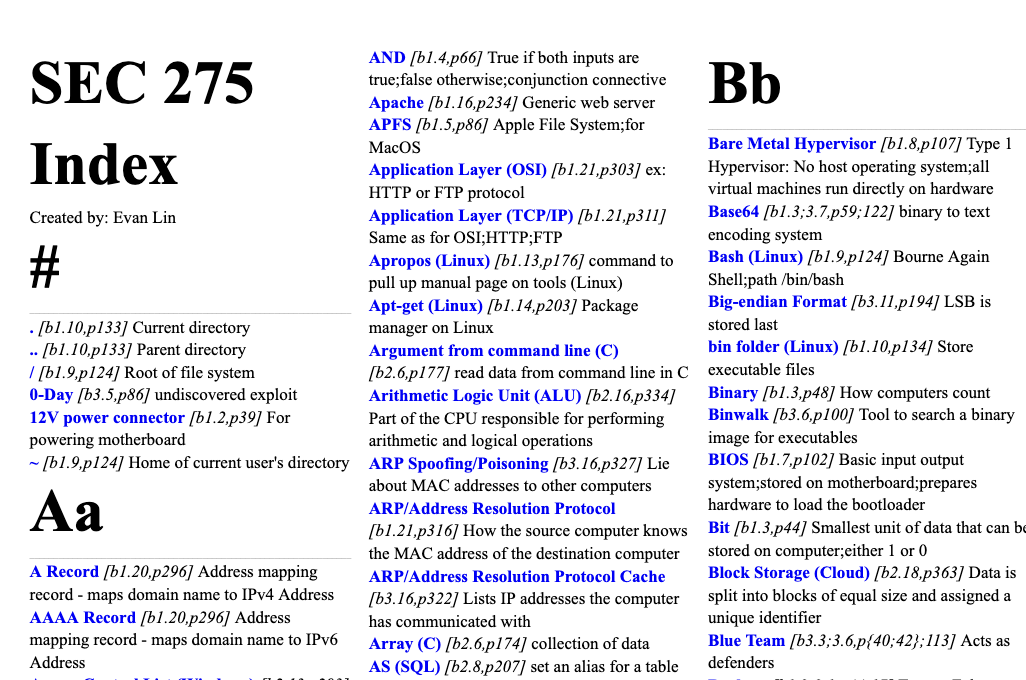 SEC 275
Index
Created by: Evan Lin
#
. [b1.10,p133] Current directory
.. [b1.10,p133] Parent directory
/ [b1.9,p124] Root of file system
0-Day [b3.5,p86] undiscovered exploit
12V power connector [b1.2,p39] For
powering motherboard
~ [b1.9,p124] Home of current user's directory
Aa
A Record [b1.20,p296] Address mapping
record - maps domain name to IPv4 Address
AAAA Record [b1.20,p296] Address
mapping record - maps domain name to IPv6
Address
AND [b1.4,p66] True if both inputs are
true;false otherwise;conjunction connective
Apache [b1.16,p234] Generic web server
APFS [b1.5,p86] Apple File System;for
MacOS
Application Layer (OSI) [b1.21,p303] ex:
HTTP or FTP protocol
Application Layer (TCP/IP) [b1.21,p311]
Same as for OSI;HTTP;FTP
Apropos (Linux) [b1.13,p176] command to
pull up manual page on tools (Linux)
Apt-get (Linux) [b1.14,p203] Package
manager on Linux
Argument from command line (C)
[b2.6,p177] read data from command line in C
Arithmetic Logic Unit (ALU) [b2.16,p334]
Part of the CPU responsible for performing
arithmetic and logical operations
ARP Spoofing/Poisoning [b3.16,p327] Lie
about MAC addresses to other computers
ARP/Address Resolution Protocol
[b1.21,p316] How the source computer knows
the MAC address of the destination computer
ARP/Address Resolution Protocol Cache
[b3.16,p322] Lists IP addresses the computer
has communicated with
Array (C) [b2.6,p174] collection of data
AS (SQL) [b2.8,p207] set an alias for a table
Bb
Bare Metal Hypervisor [b1.8,p107] Type 1
Hypervisor: No host operating system;all
virtual machines run directly on hardware
Base64 [b1.3;3.7,p59;122] binary to text
encoding system
Bash (Linux) [b1.9,p124] Bourne Again
Shell;path /bin/bash
Big-endian Format [b3.11,p194] LSB is
stored last
bin folder (Linux) [b1.10,p134] Store
executable files
Binary [b1.3,p48] How computers count
Binwalk [b3.6,p100] Tool to search a binary
image for executables
BIOS [b1.7,p102] Basic input output
system;stored on motherboard;prepares
hardware to load the bootloader
Bit [b1.3,p44] Smallest unit of data that can be
stored on computer;either 1 or 0
Block Storage (Cloud) [b2.18,p363] Data is
split into blocks of equal size and assigned a
unique identifier
Blue Team [b3.3;3.6,p{40;42};113] Acts as
defenders